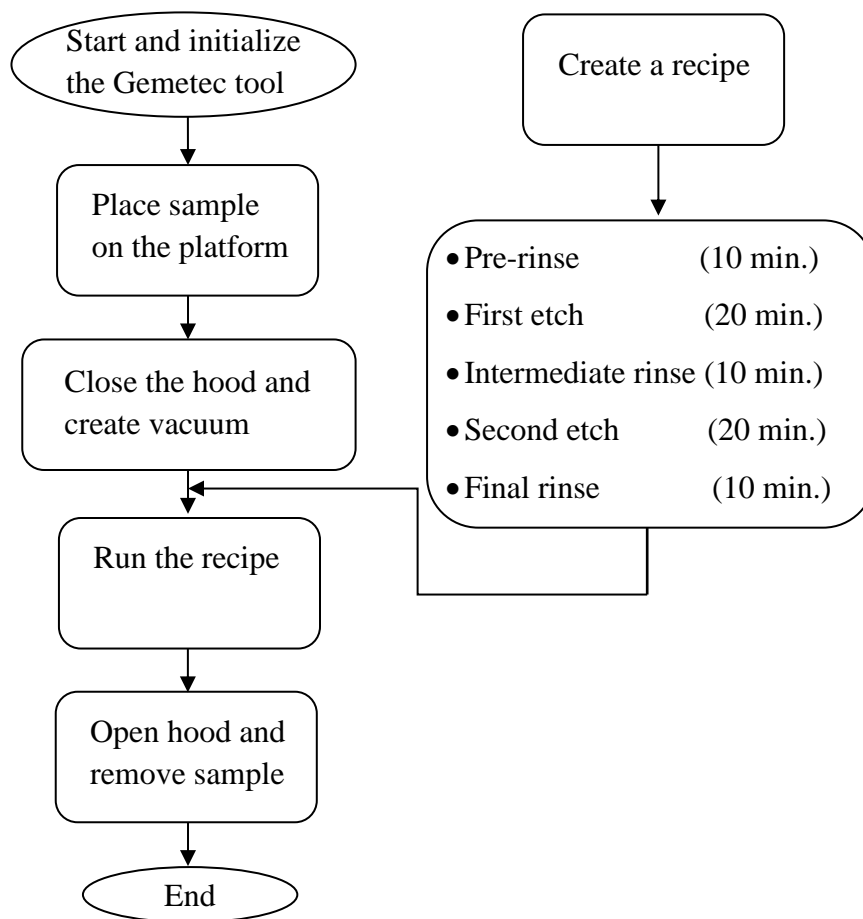 Start and initialize
the Gemetec tool
Place sample
on the platform
Close the hood and
create vacuum
Run the recipe
Open hood and
remove sample
End
Create a recipe
•Pre-rinse (10 min.)
•First etch (20 min.)
•Intermediate rinse (10 min.)
•Second etch (20 min.)
•Final rinse (10 min.)